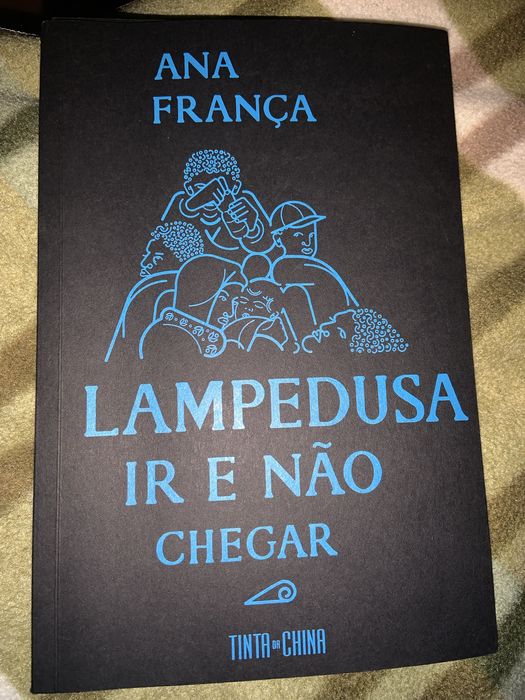 ANA
FRANÇA
LAMPEDUSA
IR E NÃO
CHEGAR
TINTA DA CHINA